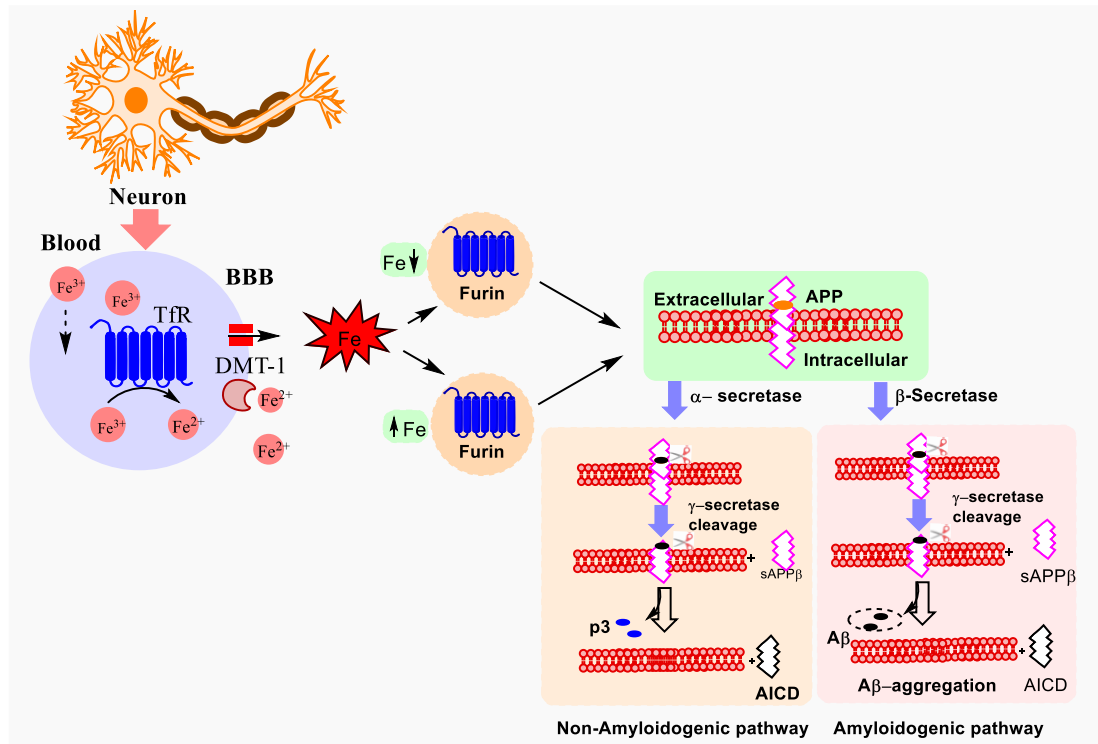 Neuron
Blood
BBB
Fe3+
Fe3+
TfR
DMT-1
Fe3+
Fe2+
Fe2+
Fe2+
Fe
Fe
Furin
Fe
Furin
Extracellular
APP
Intracellular
α– secretase
β-Secretase
γ–secretase
cleavage
+
sAPPβ
p3
+
AICD
γ–secretase
cleavage
+
sAPPβ
Aβ
+
Aβ–aggregation
AICD
Non-Amyloidogenic pathway
Amyloidogenic pathway